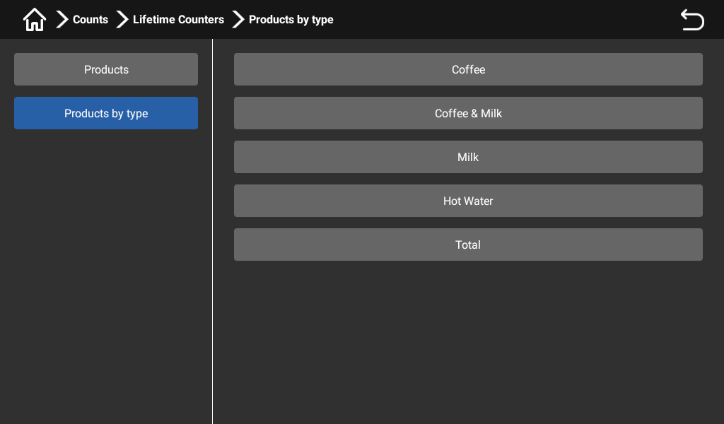 Counts Lifetime Counters Products by type
Products
Products by type
Coffee
Coffee & Milk
Milk
Hot Water
Total